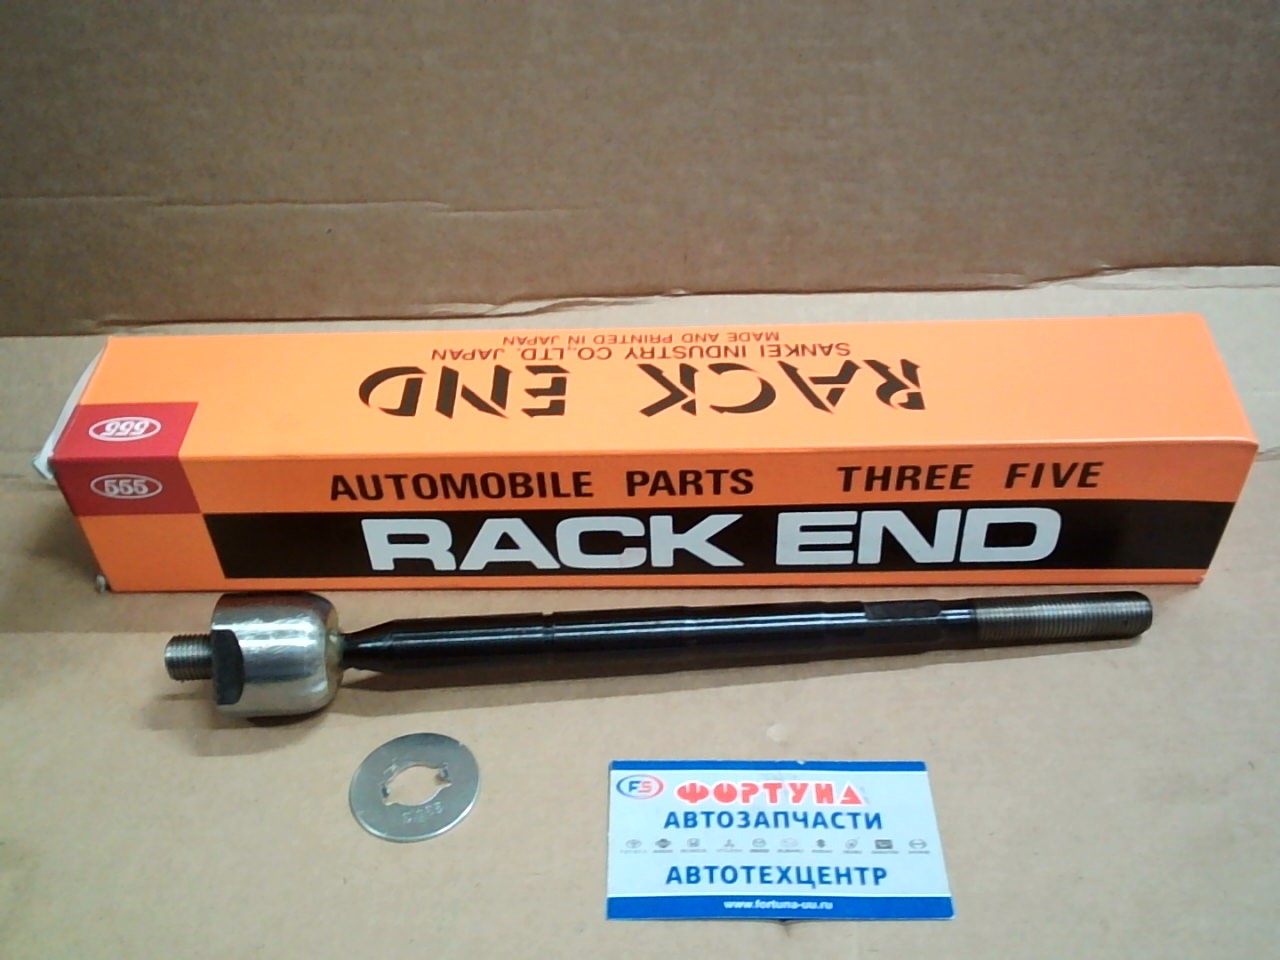 MADE AND PRINTED IN JAPAN
SANKEI INDUSTRY CO.,LTD. JAPAN
RACK END
555
555
AUTOMOBILE PARTS THREE FIVE
RACK END
FS ФОРТУНА
АВТОЗАПЧАСТИ
АВТОТЕХЦЕНТР
www.fortuna-uu.ru